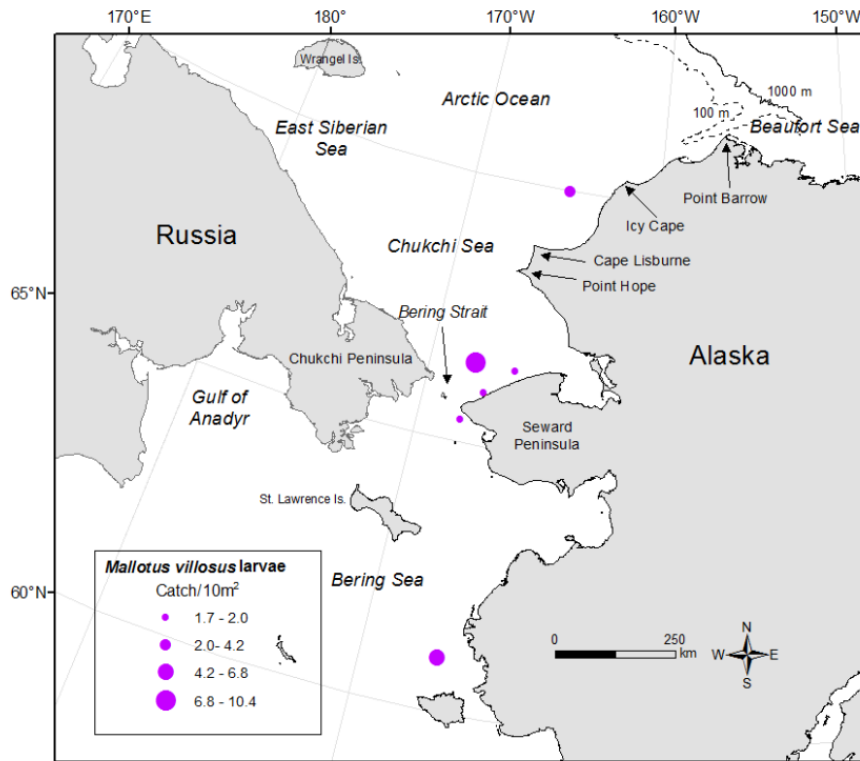 170°E
180°
170°W
160°W
150°W
Wrangel Is.
Arctic Ocean
1000 m
100 m
Beaufort Sea
East Siberian
Sea
Point Barrow
Icy Cape
Russia
Chukchi Sea
Cape Lisburne
Point Hope
65°N
Bering Strait
Chukchi Peninsula
Alaska
Gulf of
Anadyr
Seward
Peninsula
St. Lawrence Is.
Mallotus villosus larvae
Catch/10m²
1.7 - 2.0
2.0- 4.2
4.2 - 6.8
6.8 - 10.4
Bering Sea
60°N
0 250
km
N
W E
S